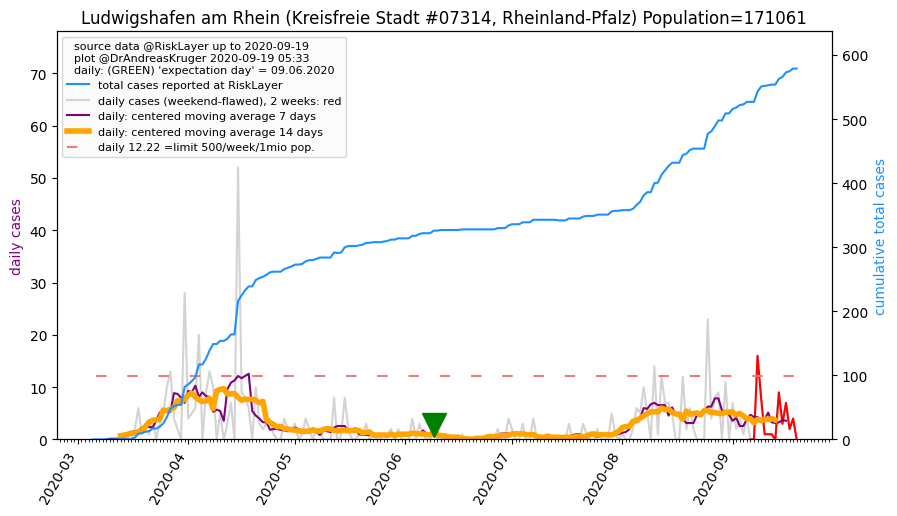 Ludwigshafen am Rhein (Kreisfreie Stadt #07314, Rheinland-Pfalz) Population=171061
source data @RiskLayer up to 2020-09-19
plot @DrAndreasKruger 2020-09-19 05:33
daily: (GREEN) 'expectation day' = 09.06.2020
total cases reported at RiskLayer
daily cases (weekend-flawed), 2 weeks: red
daily: centered moving average 7 days
daily: centered moving average 14 days
daily 12.22 =limit 500/week/1mio pop.
daily cases
70
60
50
40
30
20
10
0
cumulative total cases
600
500
400
300
200
100
0
2020-03
2020-04
2020-05
2020-06
2020-07
2020-08
2020-09